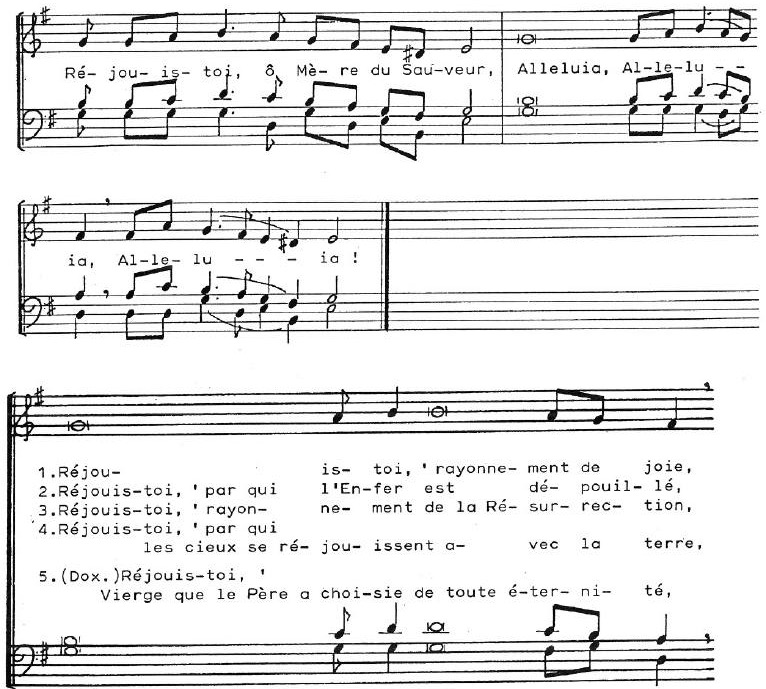 Ré- jou- is- toi, ô Mè- re du Sau-veur, Alleluia, Al-le-lu - -
ia, Al-le- lu - - - ia !
1.Réjou- is- toi, ' rayonne- ment de joie,
2.Réjouis-toi, ' par qui l'En-fer est dé- pouil- lé,
3.Réjouis-toi, ' rayon- ne- ment de la Ré- sur- rec- tion,
4.Réjouis-toi, ' par qui
les cieux se ré- jou- issent a- vec la terre,
5.(Dox.)Réjouis-toi, '
Vierge que le Père a choi-sie de toute é-ter- ni- té,